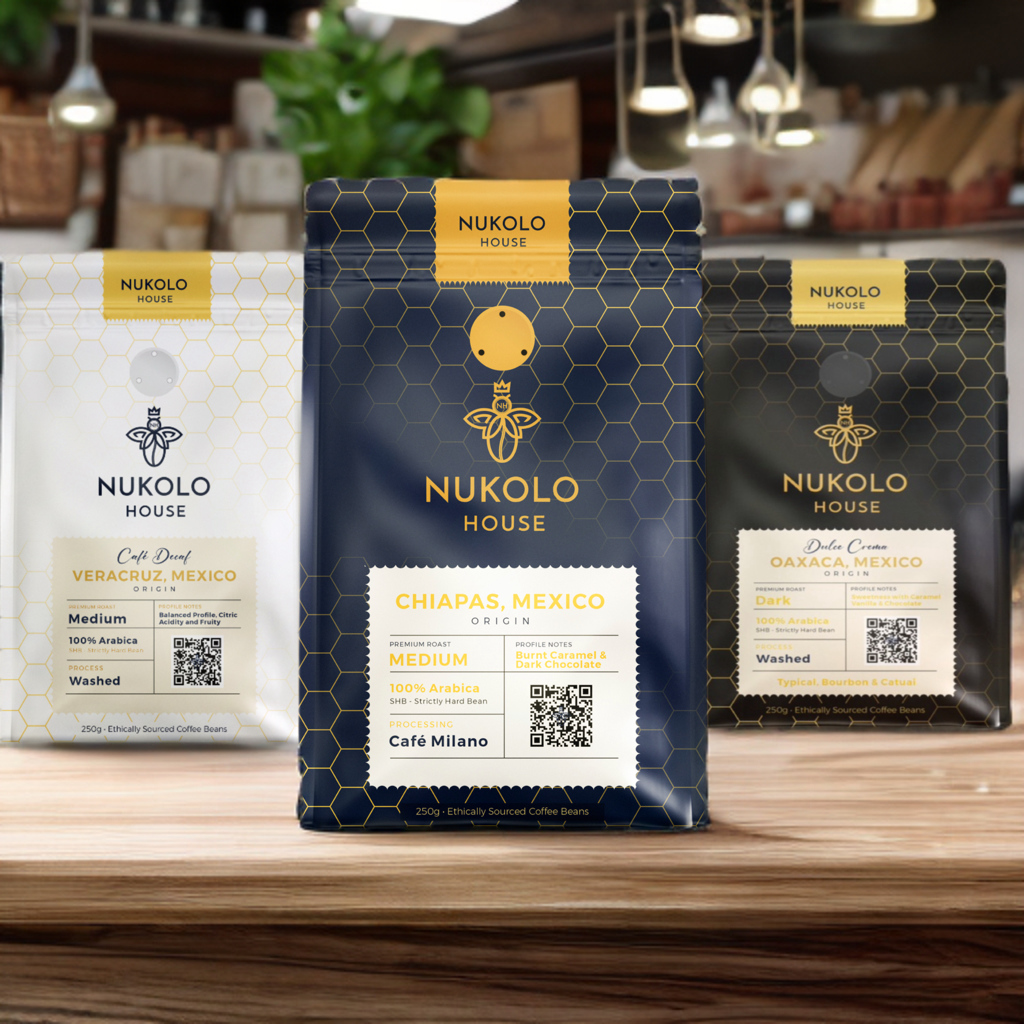 NUKOLO
HOUSE
NUKOLO
HOUSE
Café Decaf
VERACRUZ, MEXICO
ORIGIN
PREMIUM ROAST
Medium
PROFILE NOTES
Balanced Profile, Citric
Acidity and Fruity
100% Arabica
SHB - Strictly Hard Bean
PROCESS
Washed
250g · Ethically Sourced Coffee Beans
NUKOLO
HOUSE
NH
NUKOLO
HOUSE
CHIAPAS, MEXICO
ORIGIN
PREMIUM ROAST
MEDIUM
PROFILE NOTES
Burnt Caramel &
Dark Chocolate
100% Arabica
SHB - Strictly Hard Bean
PROCESSING
Café Milano
250g · Ethically Sourced Coffee Beans
NUKOLO
HOUSE
NUKOLO
HOUSE
Dulce Crema
OAXACA, MEXICO
ORIGIN
PREMIUM ROAST
Dark
PROFILE NOTES
Sweetness with Caramel
Vanilla & Chocolate
100% Arabica
SHB - Strictly Hard Bean
PROCESS
Washed
Typical, Bourbon & Catuai
250g · Ethically Sourced Coffee Beans